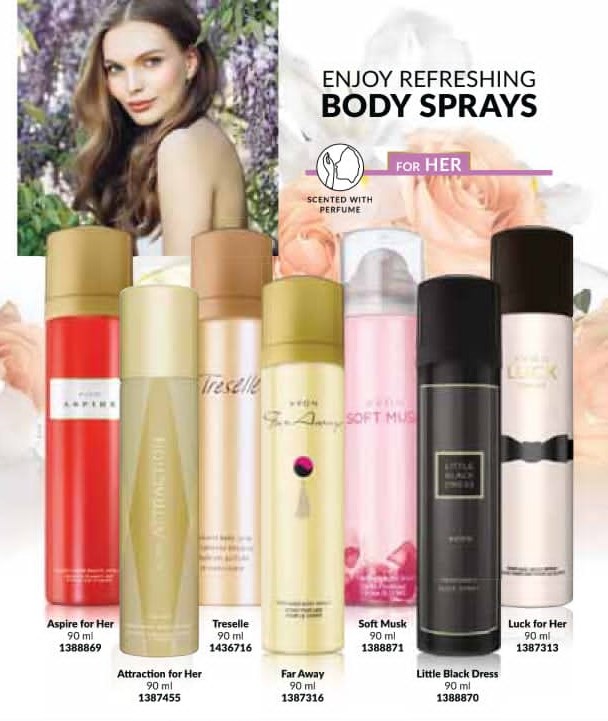 ENJOY REFRESHING
BODY SPRAYS
FOR HER
SCENTED WITH
PERFUME
AVON
ASPIRE
ATTRACTION
Treselle
AVON
Far Away
AVON
SOFT MUSK
LITTLE
BLACK
DRESS
AVON
BODY SPRAY
AVON
LUCK
Aspire for Her
90 ml
1388869
Treselle
90 ml
1436716
Soft Musk
90 ml
1388871
Luck for Her
90 ml
1387313
Attraction for Her
90 ml
1387455
Far Away
90 ml
1387316
Little Black Dress
90 ml
1388870